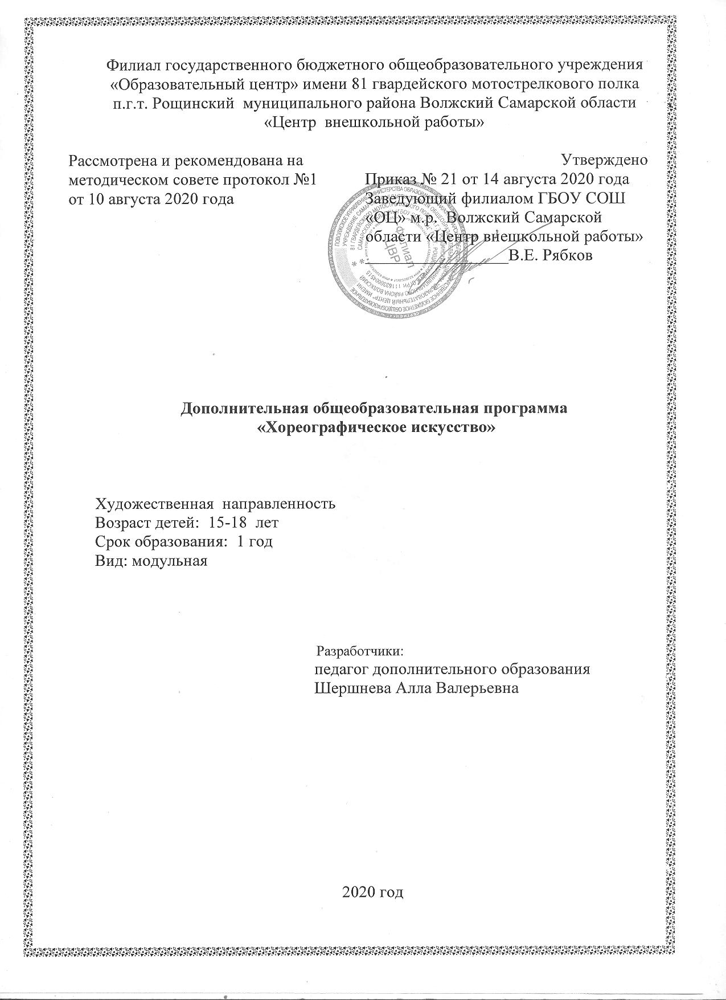 Филиал государственного бюджетного общеобразовательного учреждения
«Образовательный центр» имени 81 гвардейского мотострелкового полка
п.г.т. Рощинский муниципального района Волжский Самарской области
«Центр внешкольной работы»
Рассмотрена и рекомендована на
методическом совете протокол №1
от 10 августа 2020 года
Утверждено
Приказ № 21 от 14 августа 2020 года
Заведующий филиалом ГБОУ СОШ
«ОЦ» м.р. Волжский Самарской
области «Центр внешкольной работы»
__________________В.Е. Рябков
Филиал
ЦВР
Дополнительная общеобразовательная программа
«Хореографическое искусство»
Художественная направленность
Возраст детей: 15-18 лет
Срок образования: 1 год
Вид: модульная
Разработчики:
педагог дополнительного образования
Шершнева Алла Валерьевна
2020 год